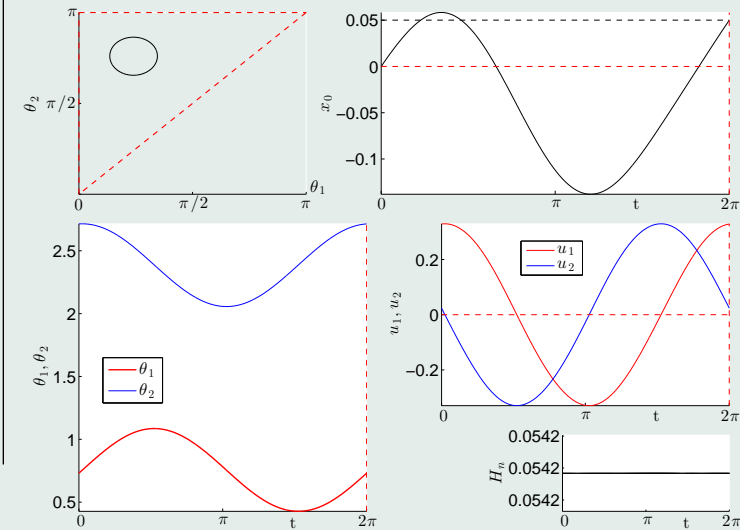 π
θ2 π/2
0 π/2 π θ1
0.05
0
−0.05
−0.1
x0
0 π t 2π
2.5
2
1.5
1
0.5
θ1, θ2
θ1
θ2
0 π t 2π
0.2
0
−0.2
u1, u2
u1
u2
0 π t 2π
0.0542
0.0542
0.0542
Hn
0 π t 2π